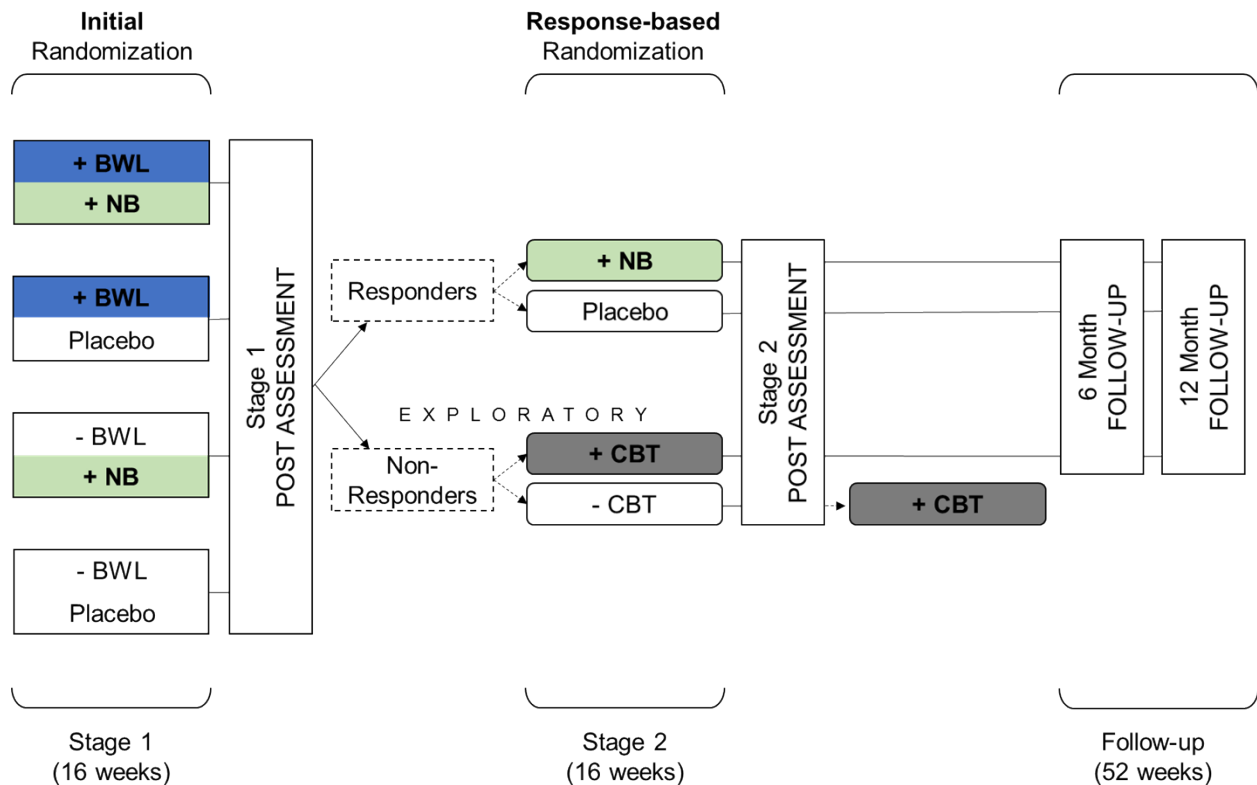 Initial
Randomization
Response-based
Randomization
+ BWL
+ NB
+ BWL
Placebo
- BWL
+ NB
- BWL
Placebo
Stage 1
POST ASSESSMENT
Responders
EXPLORATORY
Non-
Responders
+ NB
Placebo
+ CBT
- CBT
Stage 2
POST ASSESSMENT
+ CBT
6 Month
FOLLOW-UP
12 Month
FOLLOW-UP
Stage 1
(16 weeks)
Stage 2
(16 weeks)
Follow-up
(52 weeks)